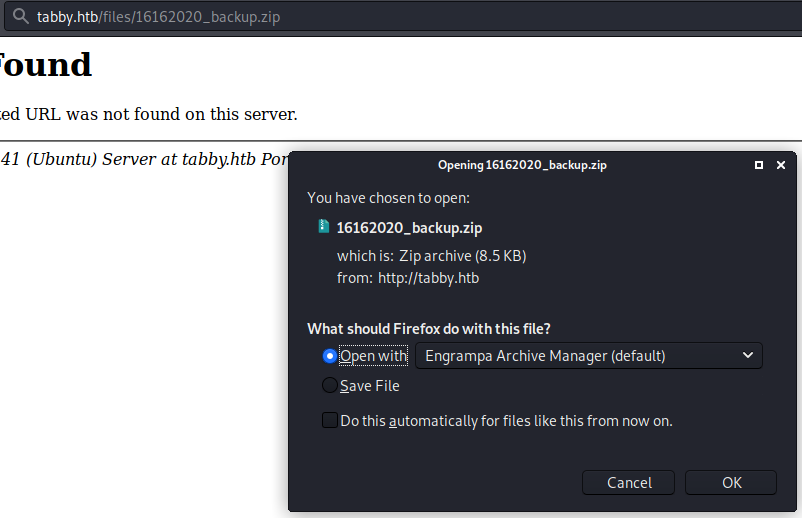 tabby.htb/files/16162020_backup.zip
Found
ted URL was not found on this server.
41 (Ubuntu) Server at tabby.htb Por
Opening 16162020_backup.zip
You have chosen to open:
16162020_backup.zip
which is: Zip archive (8.5 KB)
from: http://tabby.htb
What should Firefox do with this file?
Open with
Engrampa Archive Manager (default)
Save File
Do this automatically for files like this from now on.
Cancel
OK